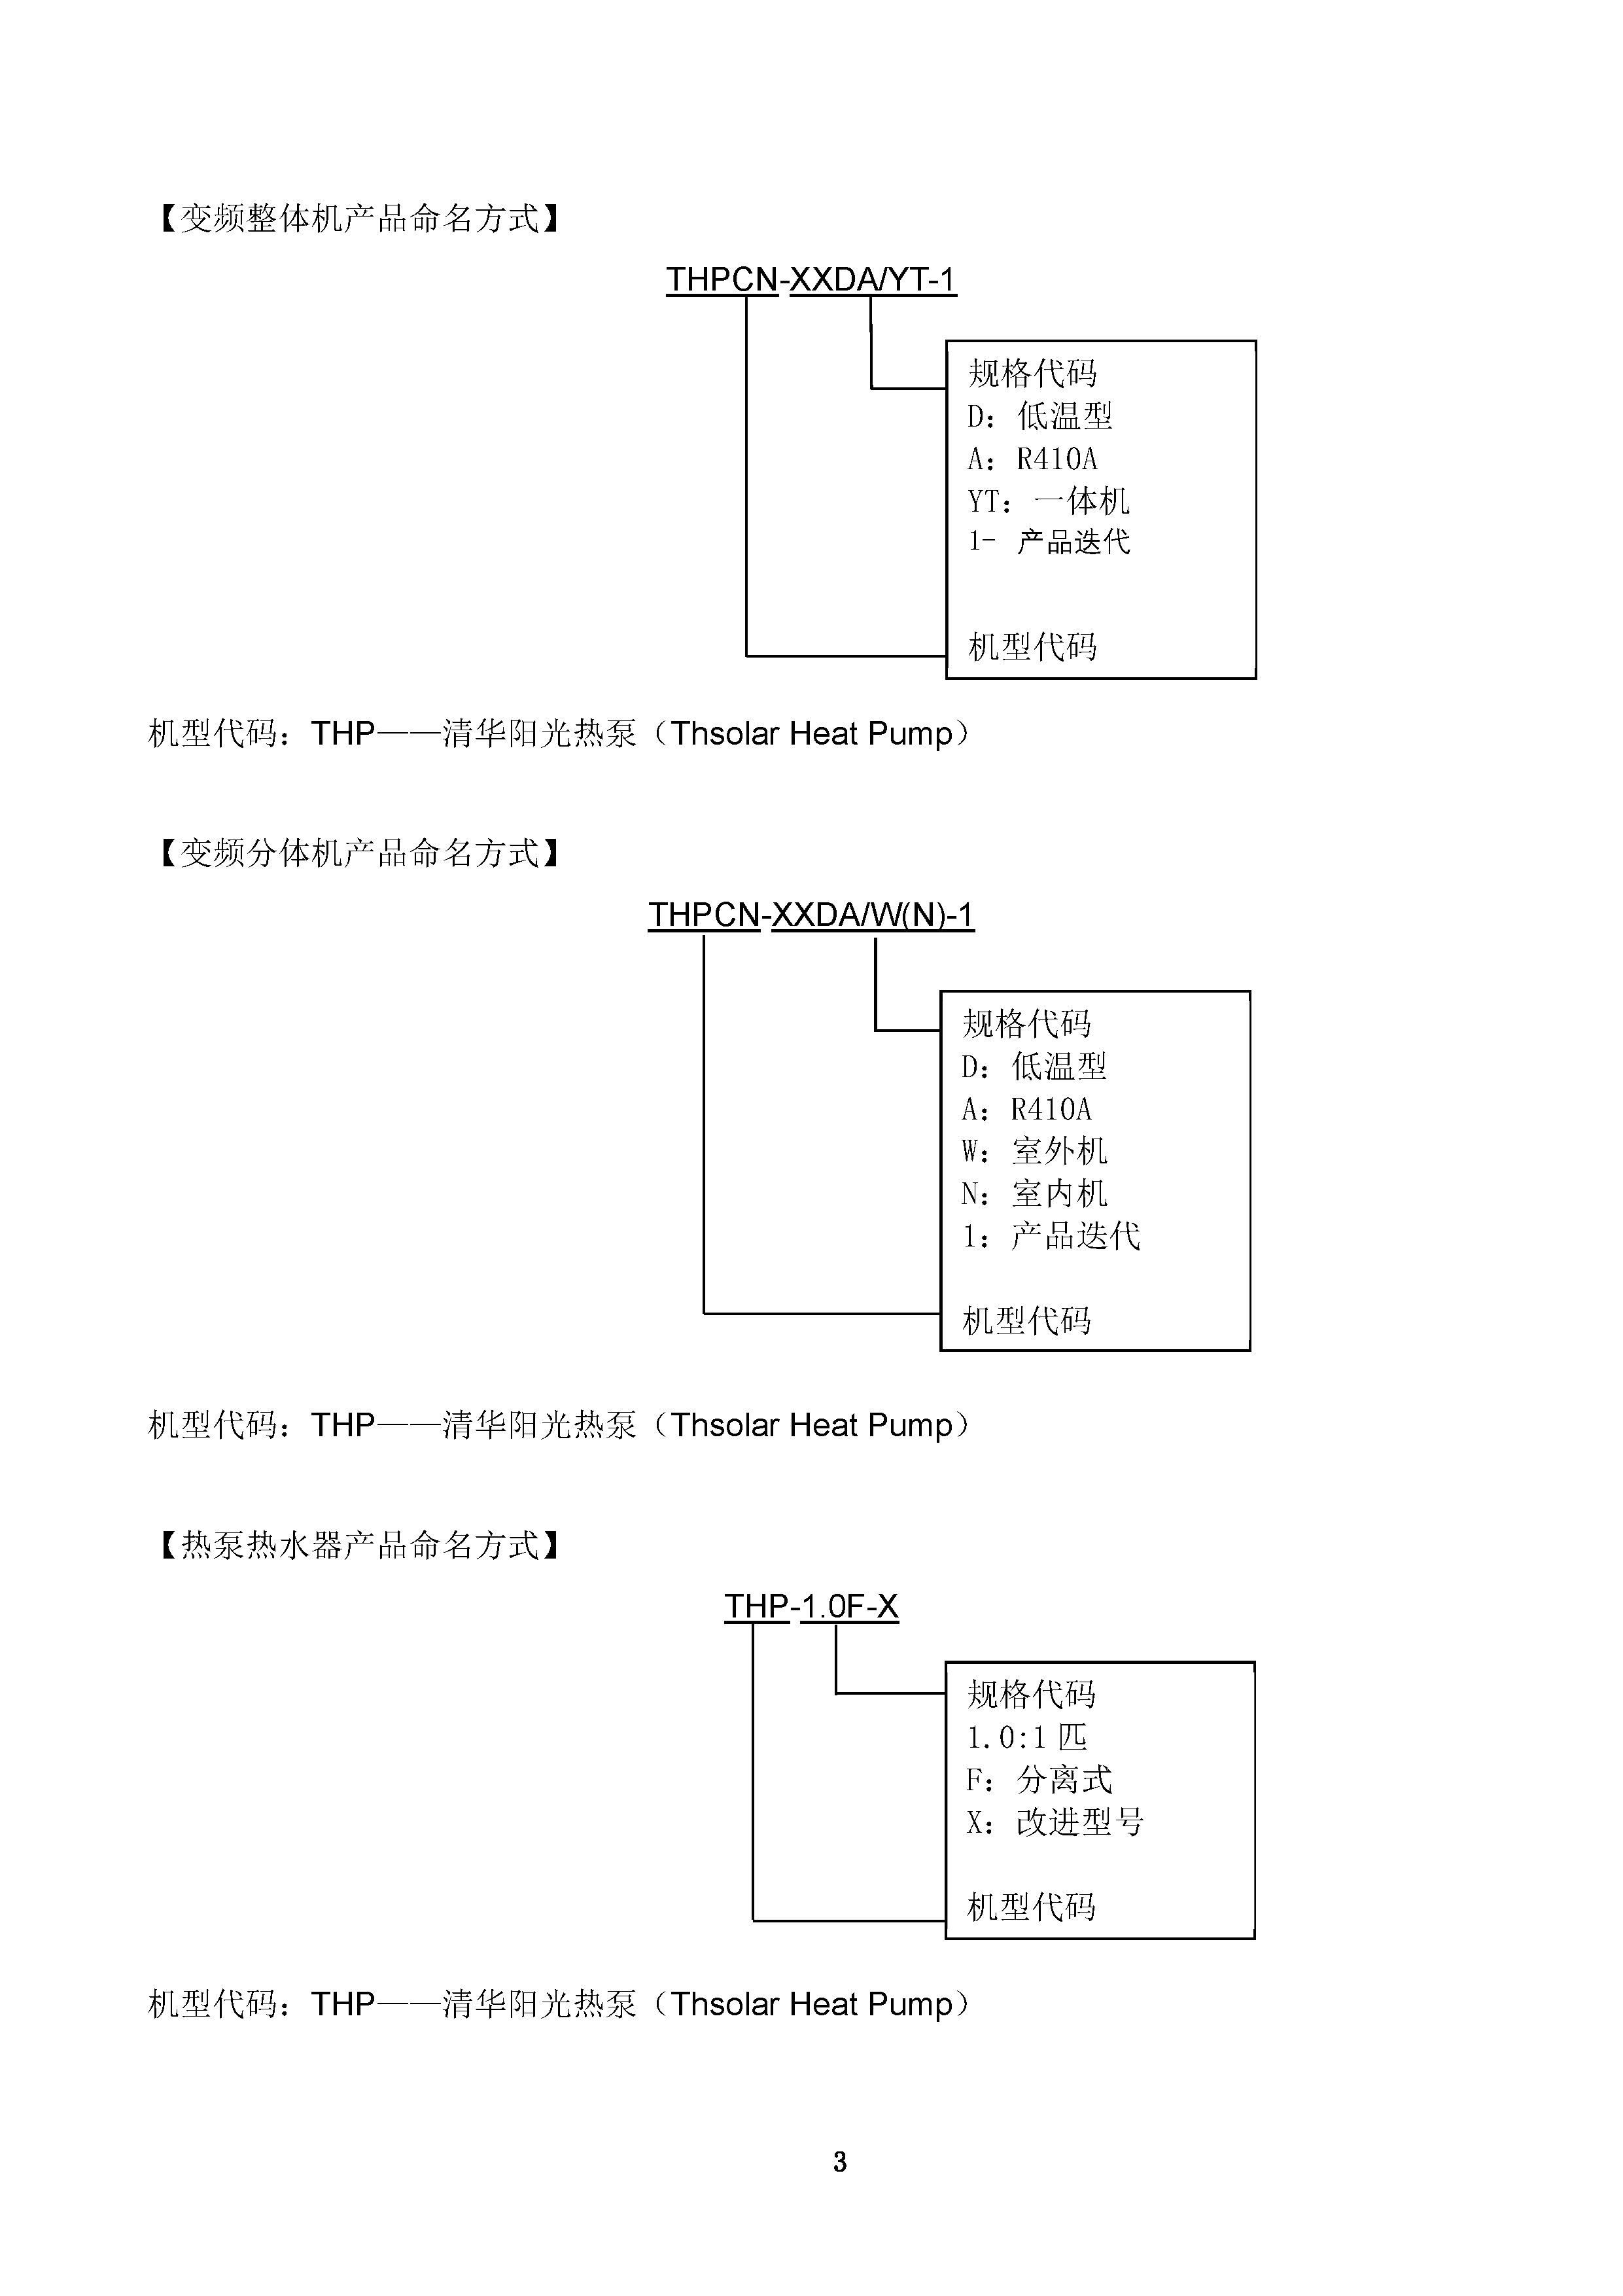 【变频整体机产品命名方式】
THPCN-XXDA/YT-1
规格代码
D：低温型
A：R410A
YT：一体机
1- 产品迭代
机型代码
机型代码：THP——清华阳光热泵（Thsolar Heat Pump）
【变频分体机产品命名方式】
THPCN-XXDA/W(N)-1
规格代码
D：低温型
A：R410A
W：室外机
N：室内机
1：产品迭代
机型代码
机型代码：THP——清华阳光热泵（Thsolar Heat Pump）
【热泵热水器产品命名方式】
THP-1.0F-X
规格代码
1.0:1 匹
F：分离式
X：改进型号
机型代码
机型代码：THP——清华阳光热泵（Thsolar Heat Pump）
3